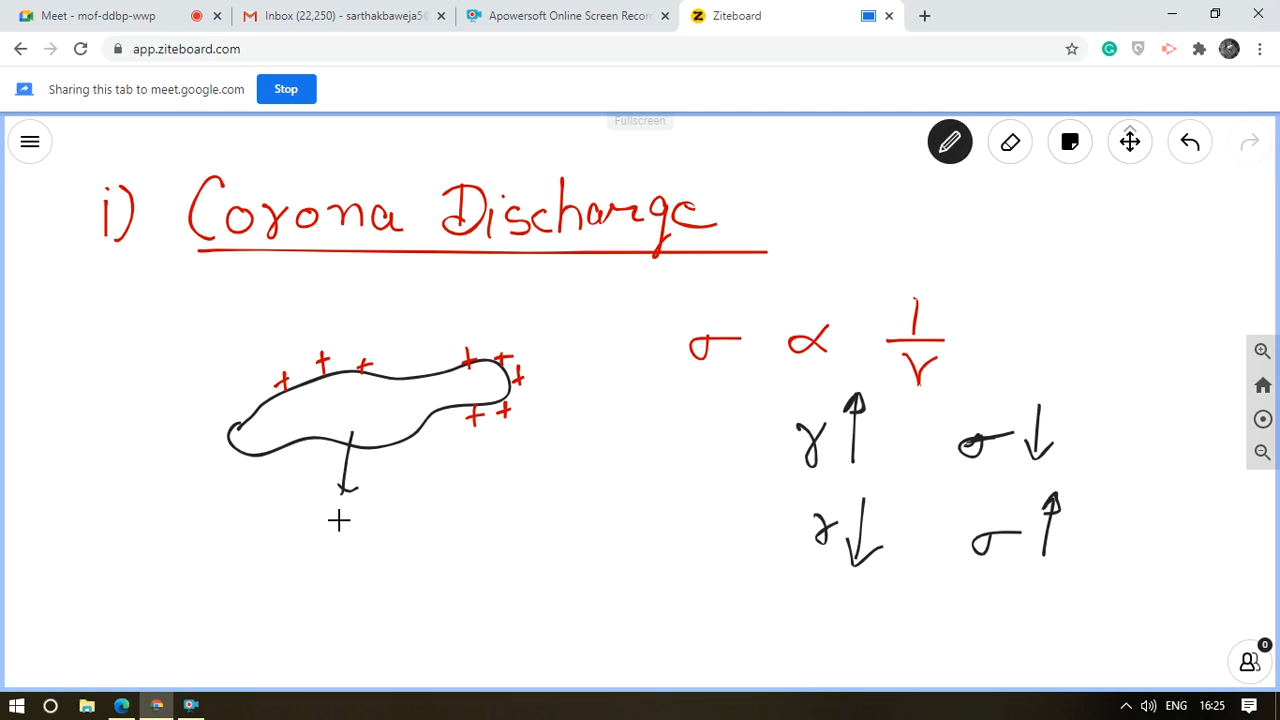 Meet - mof-ddbp-wwp
Inbox (22,250) - sarthakbaweja5
Apowersoft Online Screen Recor
Ziteboard
app.ziteboard.com
Sharing this tab to meet.google.com
Stop
Fullscreen
i) Corona Discharge
σ ∝ 1/r
r ↑ σ ↓
r ↓ σ ↑
0
ENG
16:25